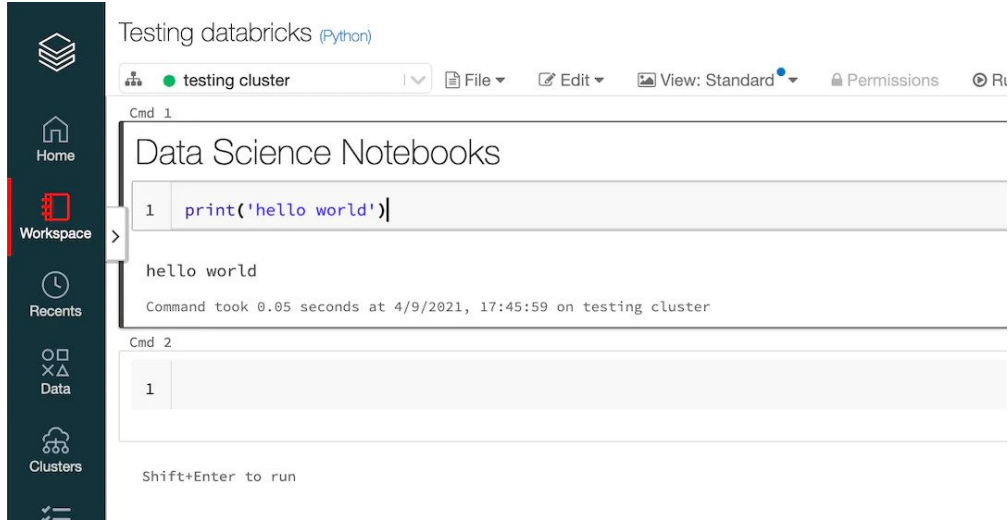 Testing databricks (Python)
testing cluster
File
Edit
View: Standard
Permissions
Home
Workspace
Recents
Data
Clusters
Cmd 1
Data Science Notebooks
1 print('hello world')
hello world
Command took 0.05 seconds at 4/9/2021, 17:45:59 on testing cluster
Cmd 2
1
Shift+Enter to run